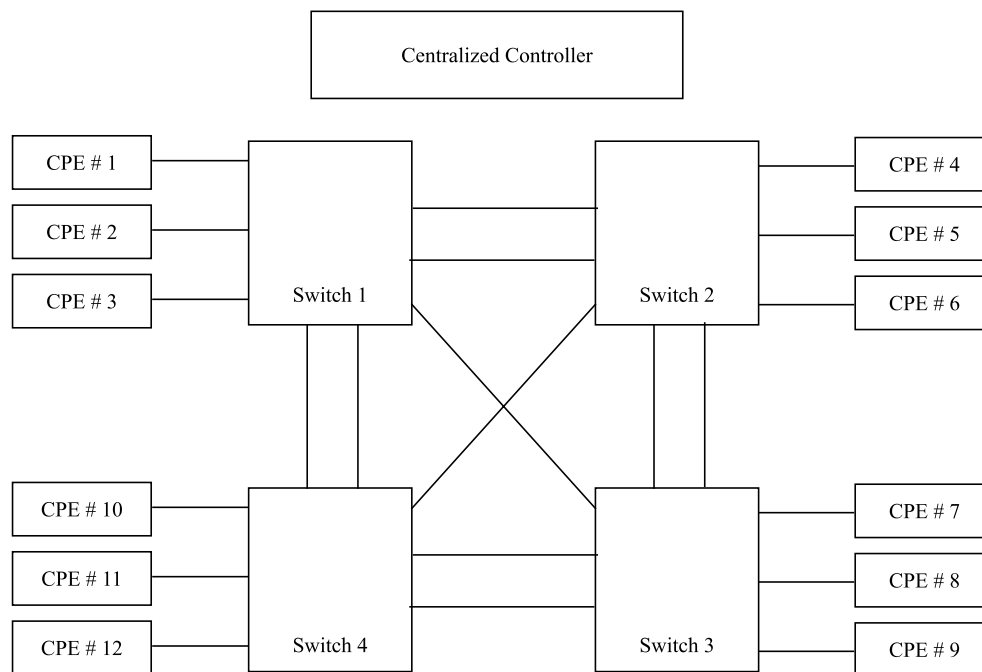 Centralized Controller
CPE # 1
CPE # 2
CPE # 3
Switch 1
Switch 2
CPE # 4
CPE # 5
CPE # 6
CPE # 10
CPE # 11
CPE # 12
Switch 4
Switch 3
CPE # 7
CPE # 8
CPE # 9